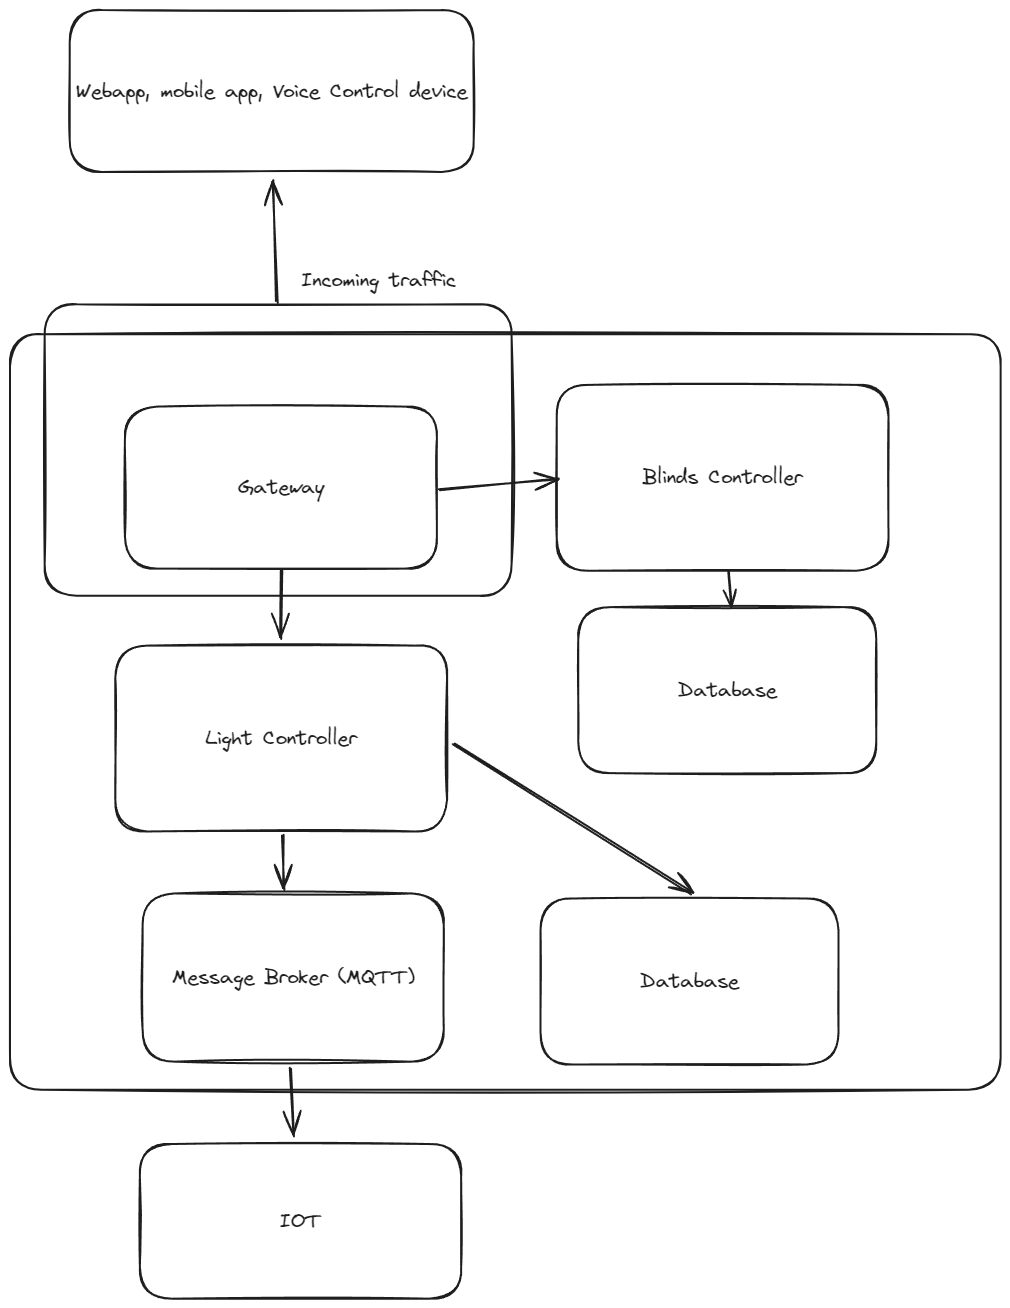 Webapp, mobile app, Voice Control device
Incoming traffic
Gateway
Blinds Controller
Database
Light Controller
Message Broker (MQTT)
Database
IOT